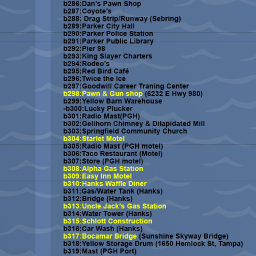 b286:Dan's Pawn Shop
b287:Coyote's
b288: Drag Strip/Runway (Sebring)
b289:Parker City Hall
b290:Parker Police Station
b291:Parker Public Library
b292:Pier 98
b293:King Slayer Charters
b294:Rodeo's
b295:Red Bird Café
b296:Twice the Ice
b297:Goodwill Career Training Center
b298:Pawn & Gun shop (6232 E Hwy 980)
b299:Yellow Barn Warehouse
-b300:Lucky Plucker
b301:Radio Mast(PGH)
b302:Gellhorn Chimney & Dilapidated Mill
b303:Springfield Community Church
b304:Starlet Motel
b305:Radio Mast (PGH motel)
b306:Taco Restaurant (Motel)
b307:Store (PGH motel)
b308:Alpha Gas Station
b309:Easy Inn Motel
b310:Hanks Waffle Diner
b311:Gas/Water Tank (Hanks)
b312:Bridge (Hanks)
b313:Uncle Jack's Gas Station
b314:Water Tower (Hanks)
b315:Schlott Construction
b316:Car Wash (Hanks)
b317:Bocamar Bridge (Sunshine Skyway Bridge)
b318:Yellow Storage Drum (1650 Hemlock St, Tampa)
b319:Mast (PGH Port)